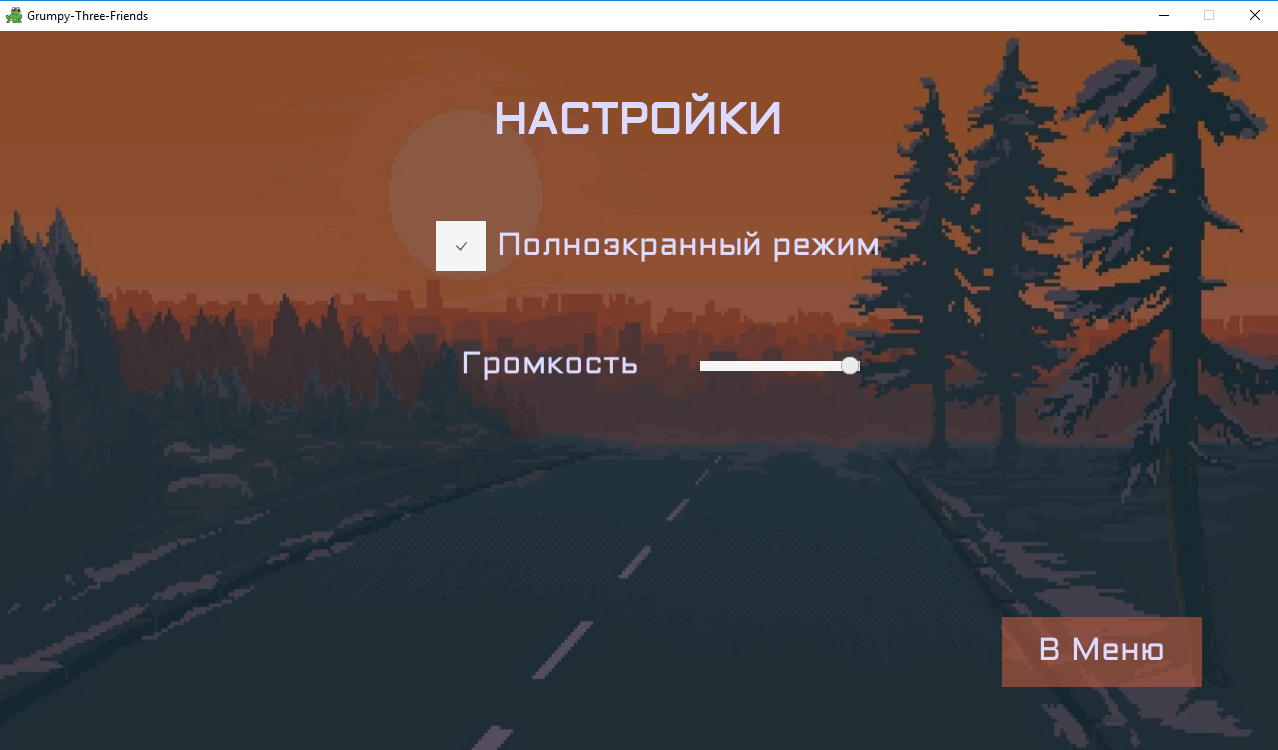 Grumpy-Three-Friends
НАСТРОЙКИ
Полноэкранный режим
Громкость
В Меню